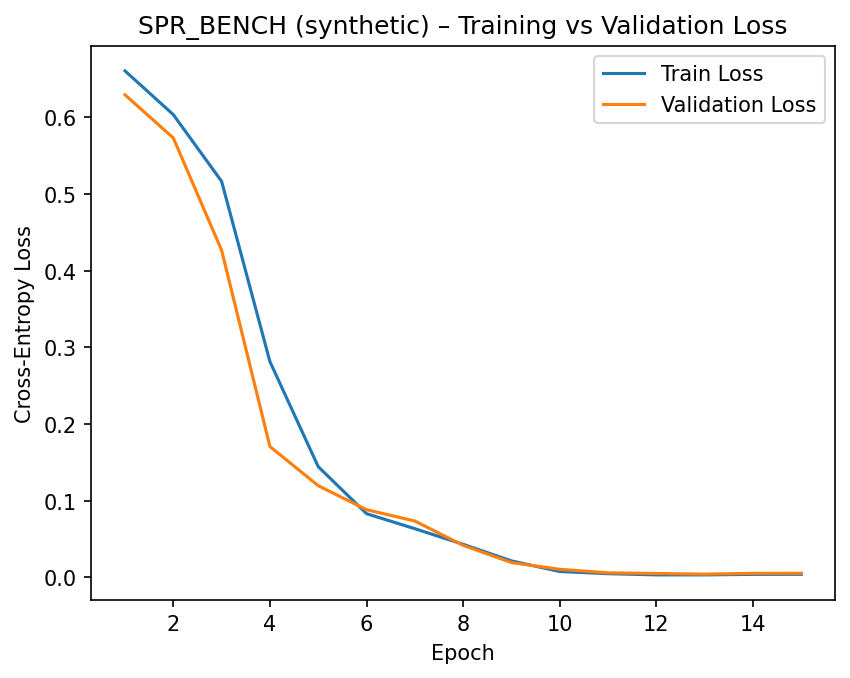 SPR_BENCH (synthetic) – Training vs Validation Loss
Train Loss
Validation Loss
Cross-Entropy Loss
0.6
0.5
0.4
0.3
0.2
0.1
0.0
2 4 6 8 10 12 14
Epoch